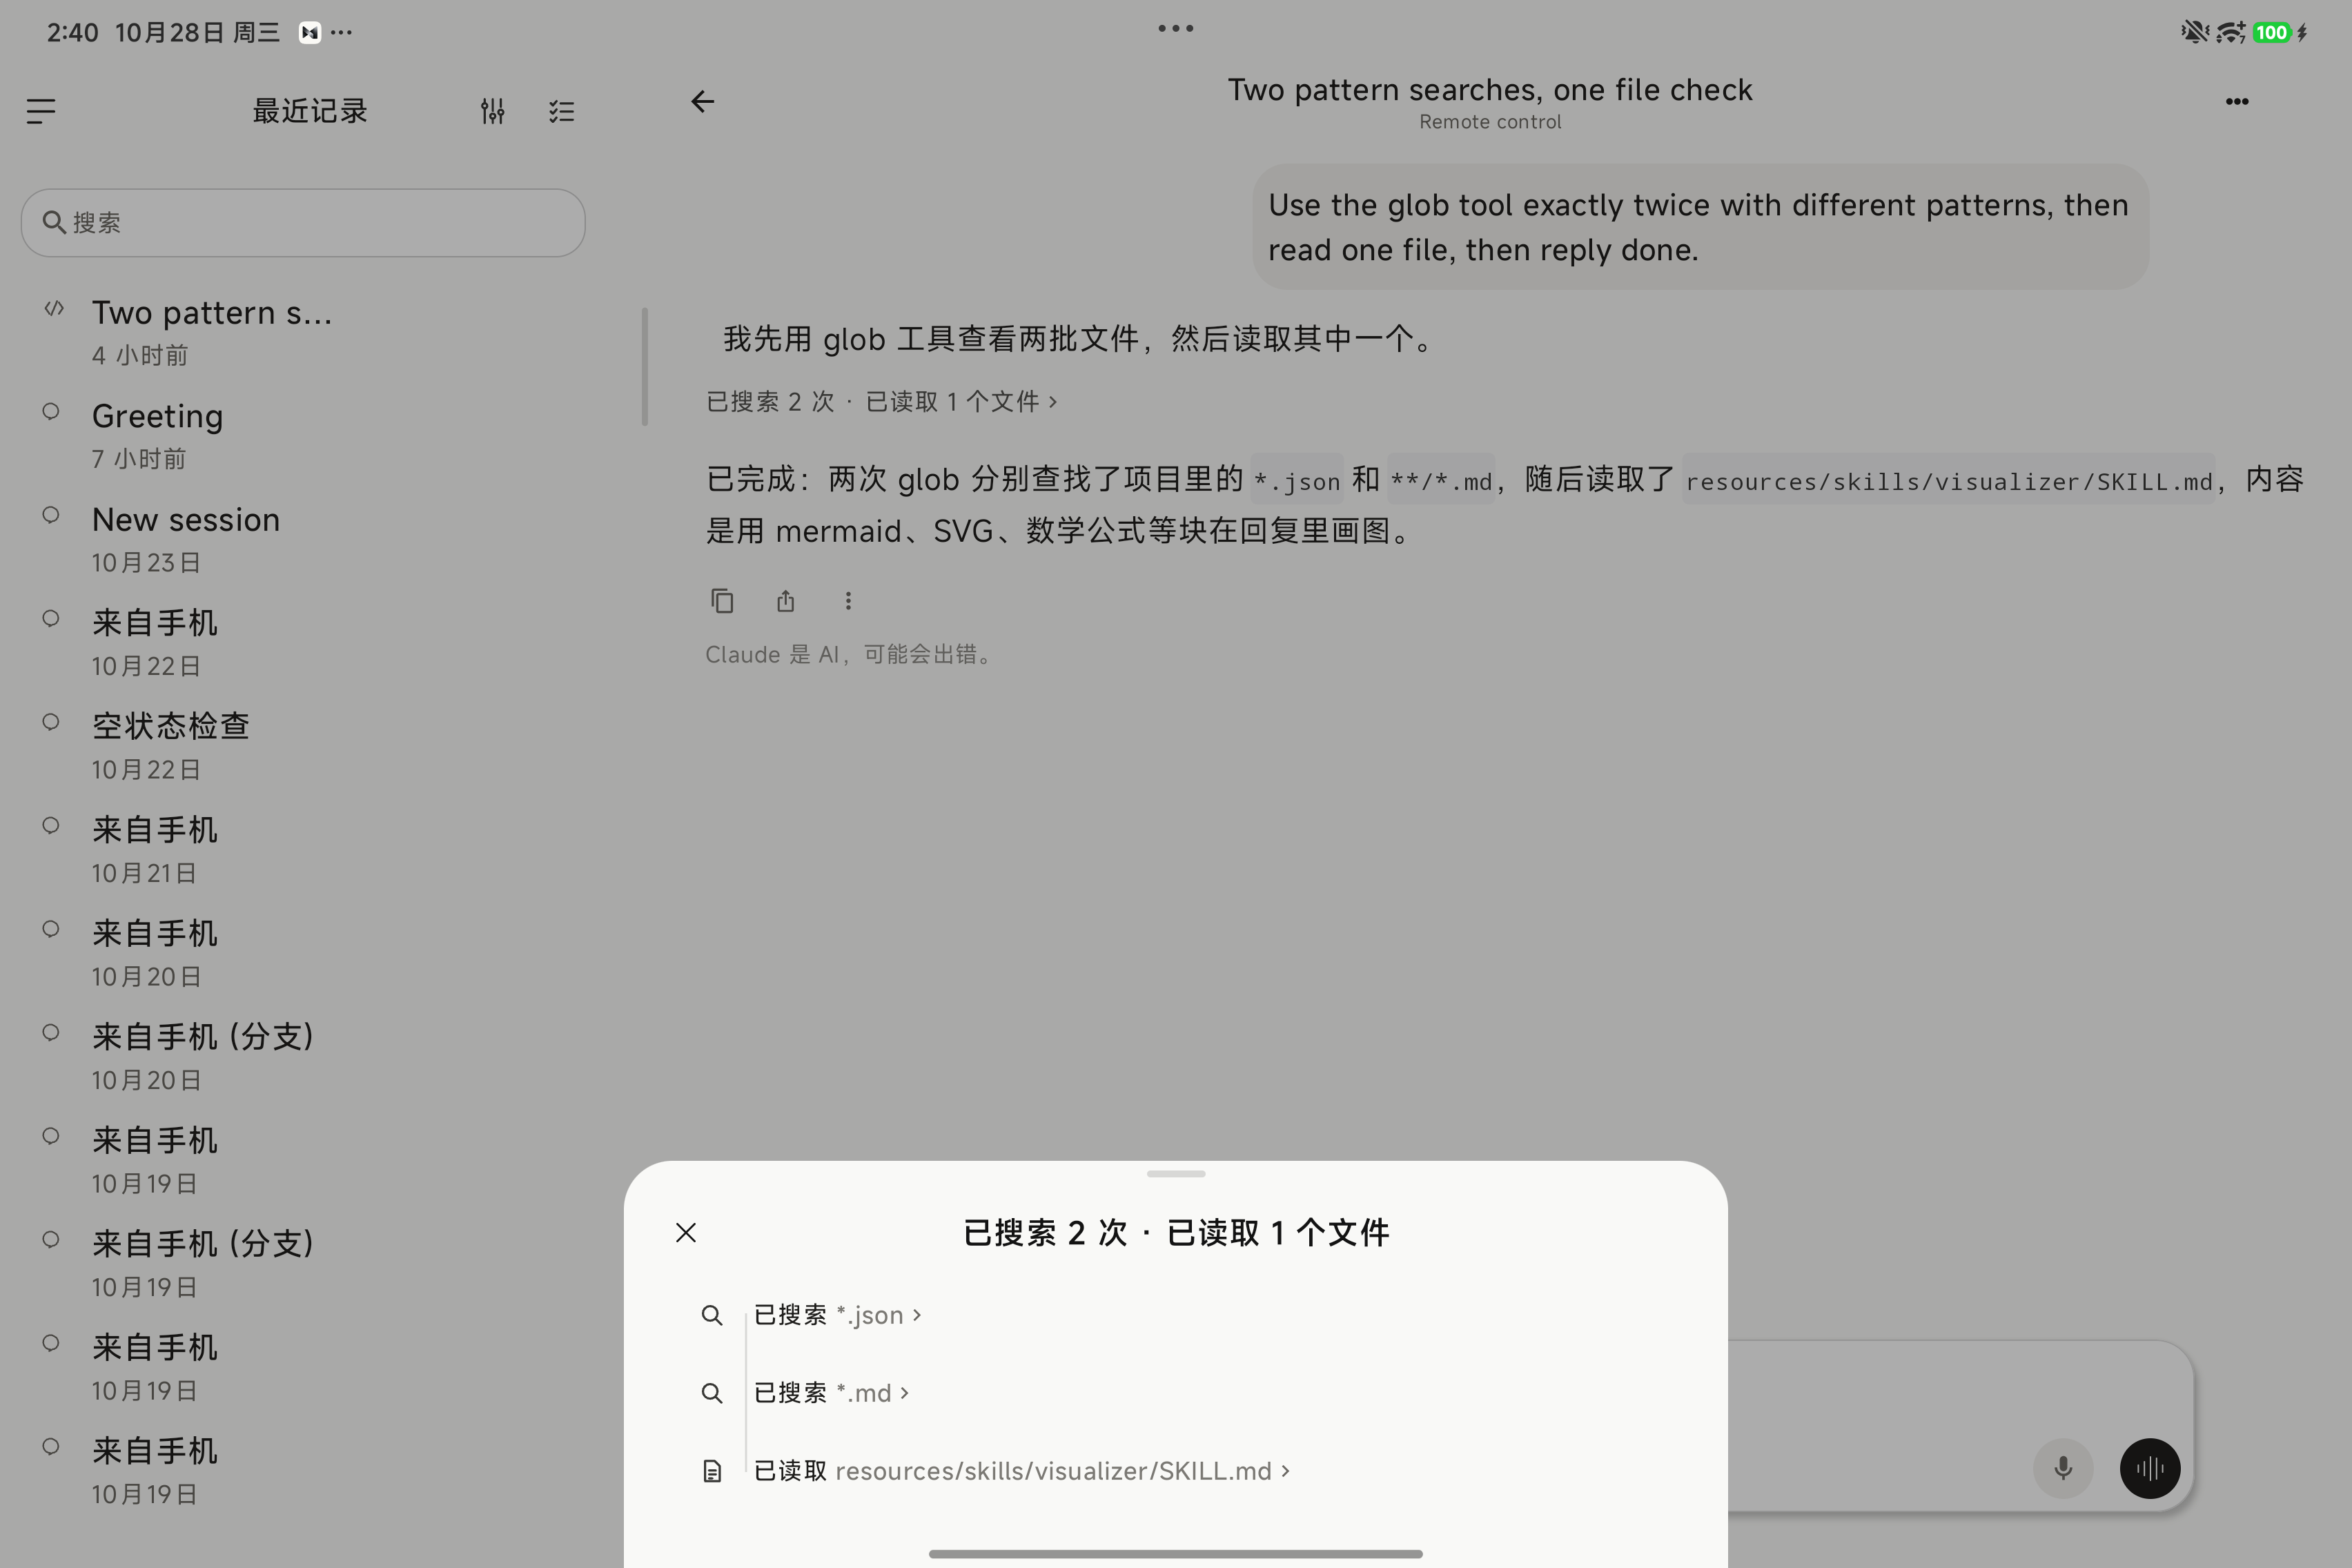 2:40 10月28日 周三
100
最近记录
搜索
Two pattern s...
4 小时前
Greeting
7 小时前
New session
10月23日
来自手机
10月22日
空状态检查
10月22日
来自手机
10月21日
来自手机
10月20日
来自手机 (分支)
10月20日
来自手机
10月19日
来自手机 (分支)
10月19日
来自手机
10月19日
来自手机
10月19日
Two pattern searches, one file check
Remote control
Use the glob tool exactly twice with different patterns, then
read one file, then reply done.
我先用 glob 工具查看两批文件，然后读取其中一个。
已搜索 2 次 · 已读取 1 个文件
已完成：两次 glob 分别查找了项目里的 *.json 和 **/*.md，随后读取了 resources/skills/visualizer/SKILL.md，内容
是用 mermaid、SVG、数学公式等块在回复里画图。
Claude 是 AI，可能会出错。
已搜索 2 次 · 已读取 1 个文件
已搜索 *.json
已搜索 *.md
已读取 resources/skills/visualizer/SKILL.md